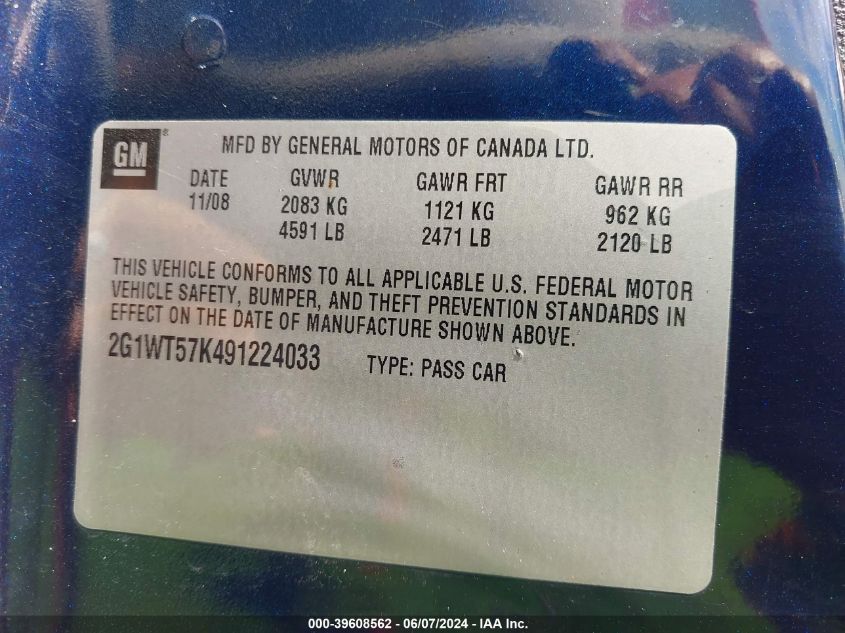 GM ® MFD BY GENERAL MOTORS OF CANADA LTD.
DATE GVWR GAWR FRT GAWR RR
11/08 2083 KG 1121 KG 962 KG
4591 LB 2471 LB 2120 LB
THIS VEHICLE CONFORMS TO ALL APPLICABLE U.S. FEDERAL MOTOR
VEHICLE SAFETY, BUMPER, AND THEFT PREVENTION STANDARDS IN
EFFECT ON THE DATE OF MANUFACTURE SHOWN ABOVE.
2G1WT57K491224033 TYPE: PASS CAR
000-39608562 - 06/07/2024 - IAA Inc.